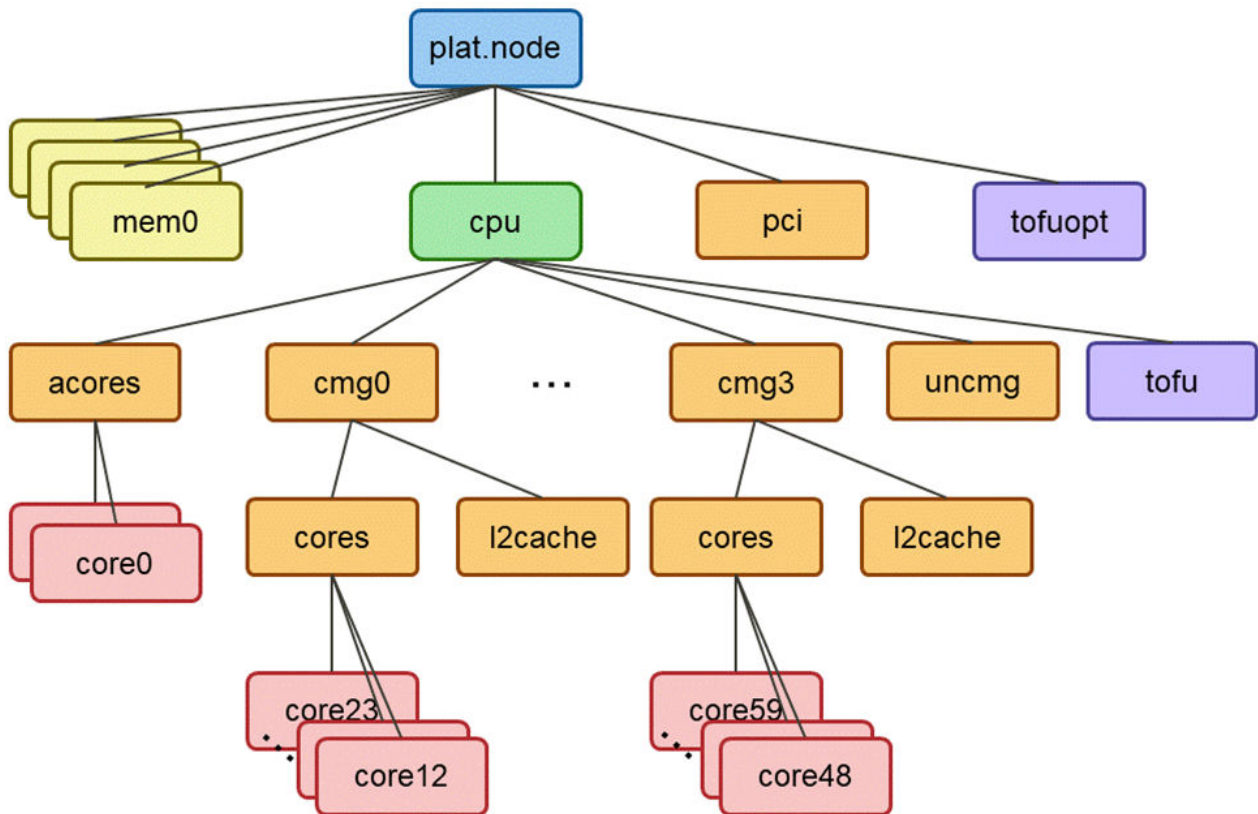 plat.node
mem0
cpu
pci
tofuopt
acores
cmg0
...
cmg3
uncmg
tofu
core0
cores
l2cache
cores
l2cache
core23
core12
core59
core48